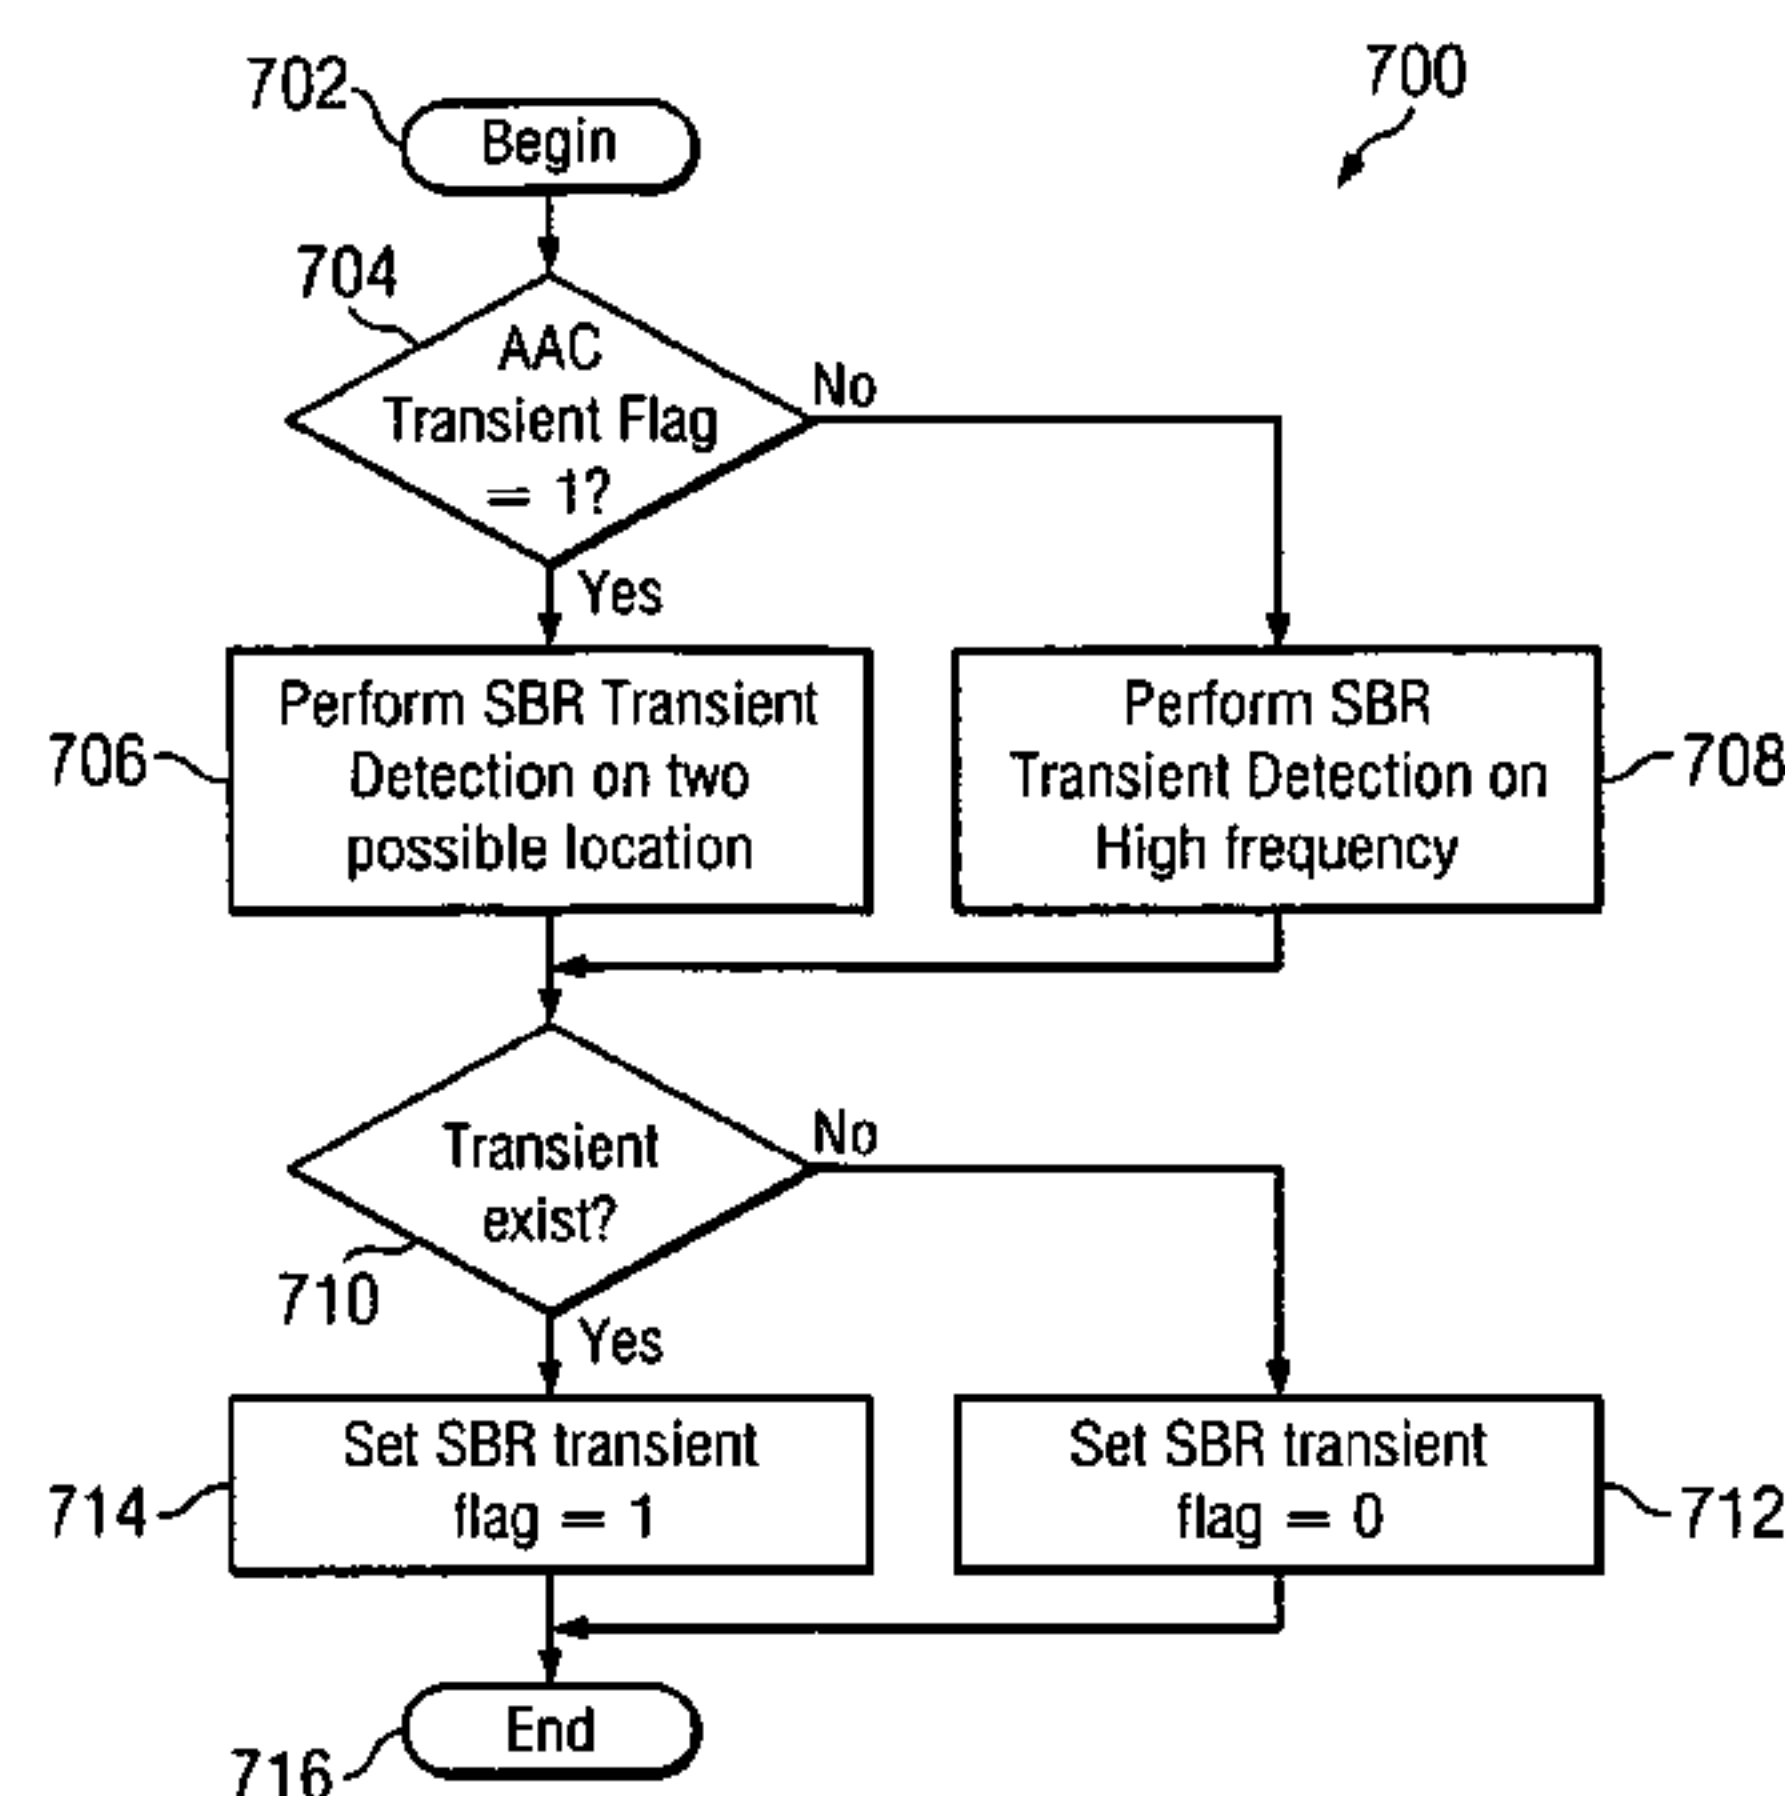 700
702
Begin
704
AAC
Transient Flag
= 1?
No
Yes
706
Perform SBR Transient
Detection on two
possible location
Perform SBR
Transient Detection on
High frequency
708
Transient
exist?
No
710
Yes
714
Set SBR transient
flag = 1
Set SBR transient
flag = 0
712
End
716